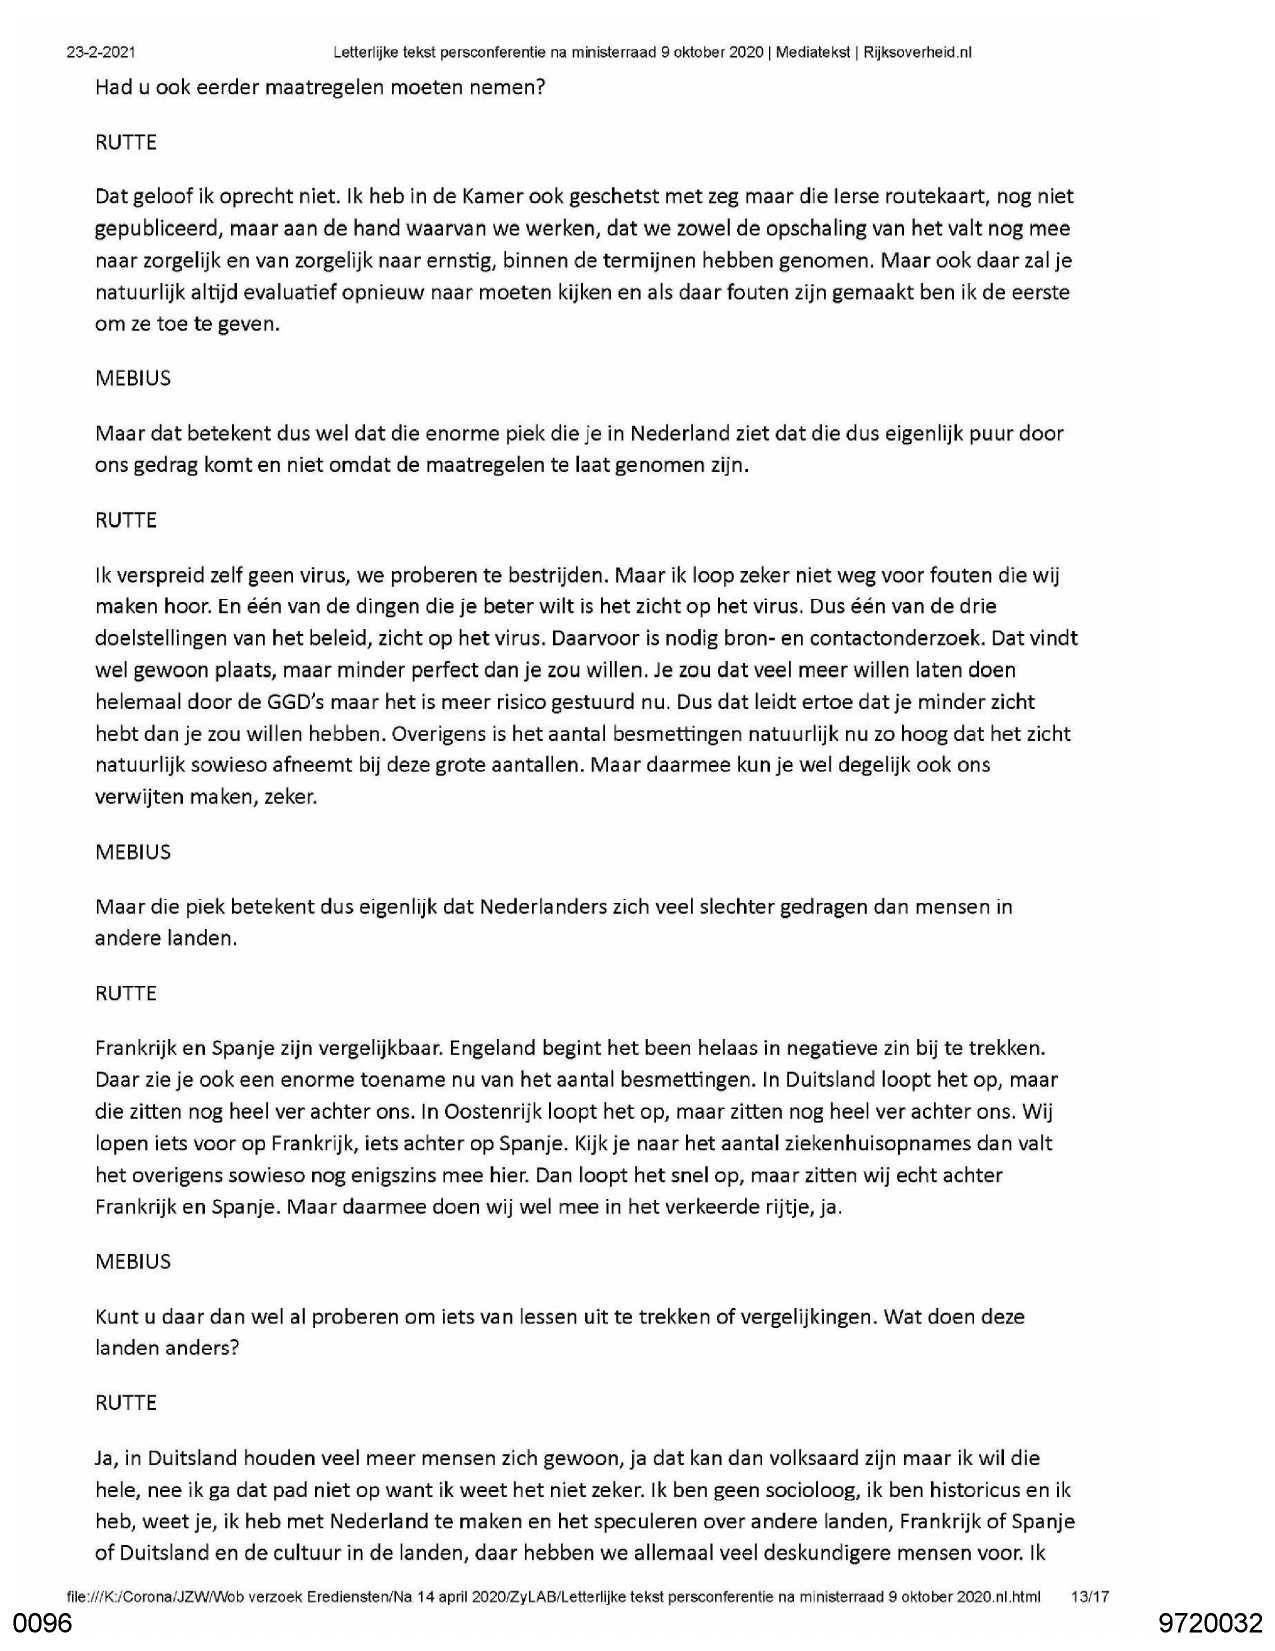 23-2-2021 Letterlijke tekst persconferentie na ministerraad 9 oktober 2020 | Mediatekst | Rijksoverheid.nl
Had u ook eerder maatregelen moeten nemen?
RUTTE
Dat geloof ik oprecht niet. Ik heb in de Kamer ook geschetst met zeg maar die Ierse routekaart, nog niet
gepubliceerd, maar aan de hand waarvan we werken, dat we zowel de opschaling van het valt nog mee
naar zorgelijk en van zorgelijk naar ernstig, binnen de termijnen hebben genomen. Maar ook daar zal je
natuurlijk altijd evaluatief opnieuw naar moeten kijken en als daar fouten zijn gemaakt ben ik de eerste
om ze toe te geven.
MEBIUS
Maar dat betekent dus wel dat die enorme piek die je in Nederland ziet dat die dus eigenlijk puur door
ons gedrag komt en niet omdat de maatregelen te laat genomen zijn.
RUTTE
Ik verspreid zelf geen virus, we proberen te bestrijden. Maar ik loop zeker niet weg voor fouten die wij
maken hoor. En één van de dingen die je beter wilt is het zicht op het virus. Dus één van de drie
doelstellingen van het beleid, zicht op het virus. Daarvoor is nodig bron- en contactonderzoek. Dat vindt
wel gewoon plaats, maar minder perfect dan je zou willen. Je zou dat veel meer willen laten doen
helemaal door de GGD's maar het is meer risico gestuurd nu. Dus dat leidt ertoe dat je minder zicht
hebt dan je zou willen hebben. Overigens is het aantal besmettingen natuurlijk nu zo hoog dat het zicht
natuurlijk sowieso afneemt bij deze grote aantallen. Maar daarmee kun je wel degelijk ook ons
verwijten maken, zeker.
MEBIUS
Maar die piek betekent dus eigenlijk dat Nederlanders zich veel slechter gedragen dan mensen in
andere landen.
RUTTE
Frankrijk en Spanje zijn vergelijkbaar. Engeland begint het been helaas in negatieve zin bij te trekken.
Daar zie je ook een enorme toename nu van het aantal besmettingen. In Duitsland loopt het op, maar
die zitten nog heel ver achter ons. In Oostenrijk loopt het op, maar zitten nog heel ver achter ons. Wij
lopen iets voor op Frankrijk, iets achter op Spanje. Kijk je naar het aantal ziekenhuisopnames dan valt
het overigens sowieso nog enigszins mee hier. Dan loopt het snel op, maar zitten wij echt achter
Frankrijk en Spanje. Maar daarmee doen wij wel mee in het verkeerde rijtje, ja.
MEBIUS
Kunt u daar dan wel al proberen om iets van lessen uit te trekken of vergelijkingen. Wat doen deze
landen anders?
RUTTE
Ja, in Duitsland houden veel meer mensen zich gewoon, ja dat kan dan volksaard zijn maar ik wil die
hele, nee ik ga dat pad niet op want ik weet het niet zeker. Ik ben geen socioloog, ik ben historicus en ik
heb, weet je, ik heb met Nederland te maken en het speculeren over andere landen, Frankrijk of Spanje
of Duitsland en de cultuur in de landen, daar hebben we allemaal veel deskundigere mensen voor. Ik
file:///K:/Corona/JZW/Wob verzoek Erediensten/Na 14 april 2020/ZyLAB/Letterlijke tekst persconferentie na ministerraad 9 oktober 2020.nl.html 13/17
0096 9720032